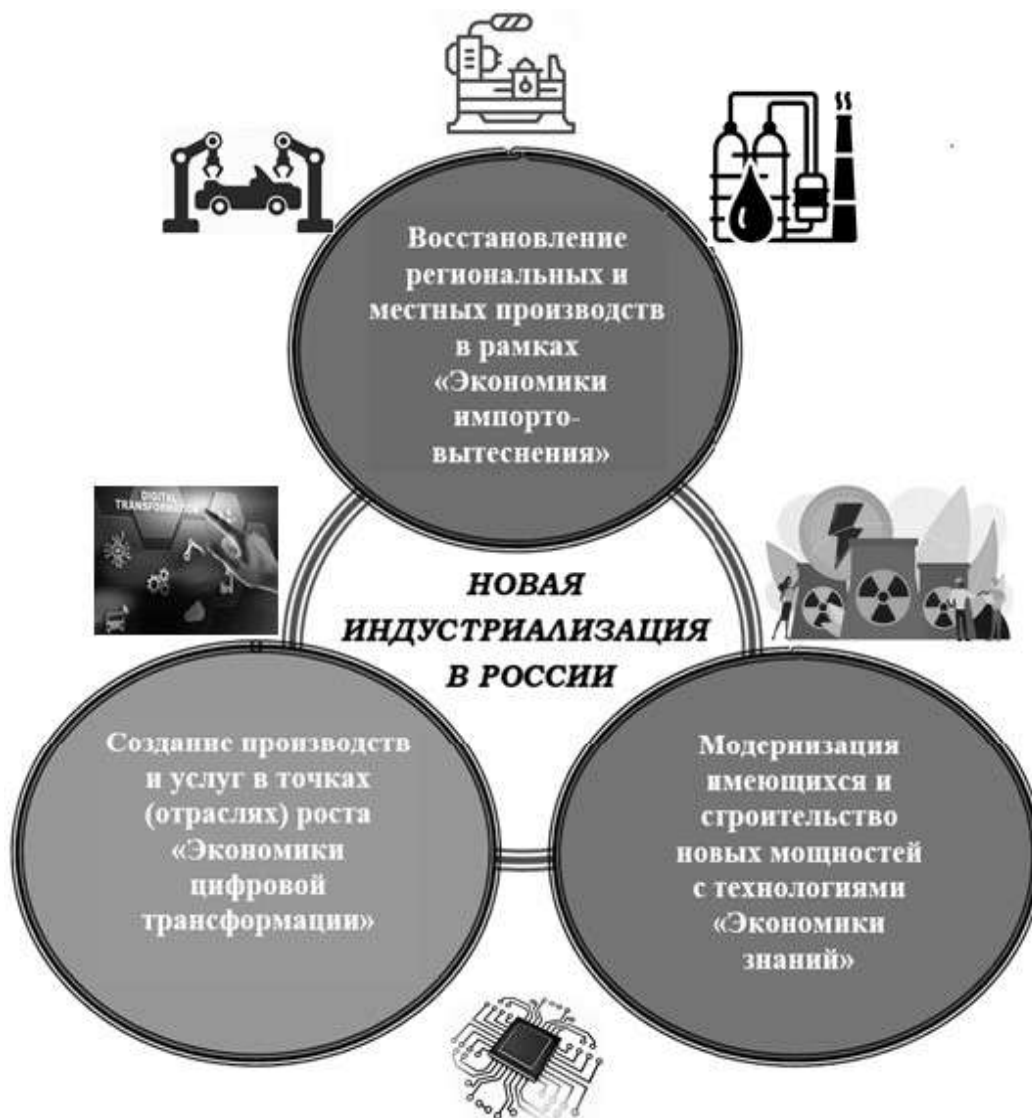 Восстановление
региональных и
местных производств
в рамках
«Экономики
импорто-
вытеснения»
DIGITAL
TRANSFORMATION
НОВАЯ
ИНДУСТРИАЛИЗАЦИЯ
В РОССИИ
Создание производств
и услуг в точках
(отраслях) роста
«Экономики
цифровой
трансформации»
Модернизация
имеющихся и
строительство
новых мощностей
с технологиями
«Экономики
знаний»